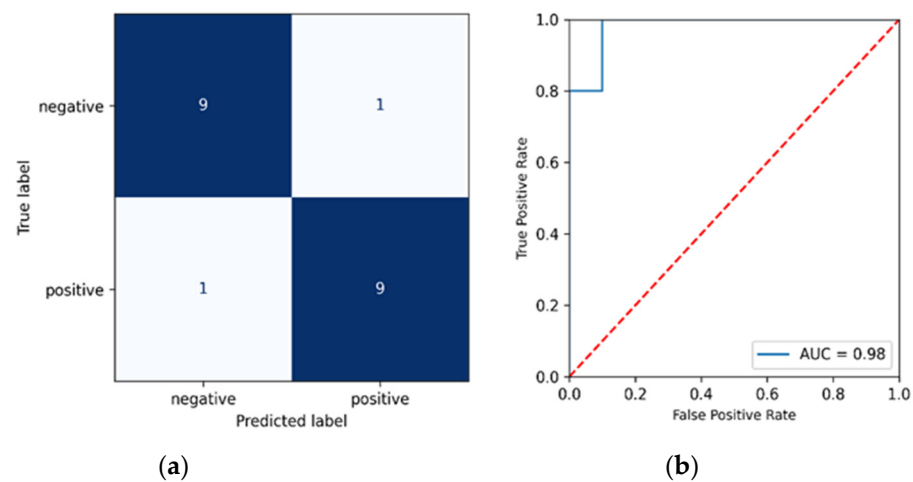 True label
negative
positive
9
1
1
9
negative
positive
Predicted label
(a)
True Positive Rate
1.0
0.8
0.6
0.4
0.2
0.0
AUC = 0.98
0.0
0.2
0.4
0.6
0.8
1.0
False Positive Rate
(b)